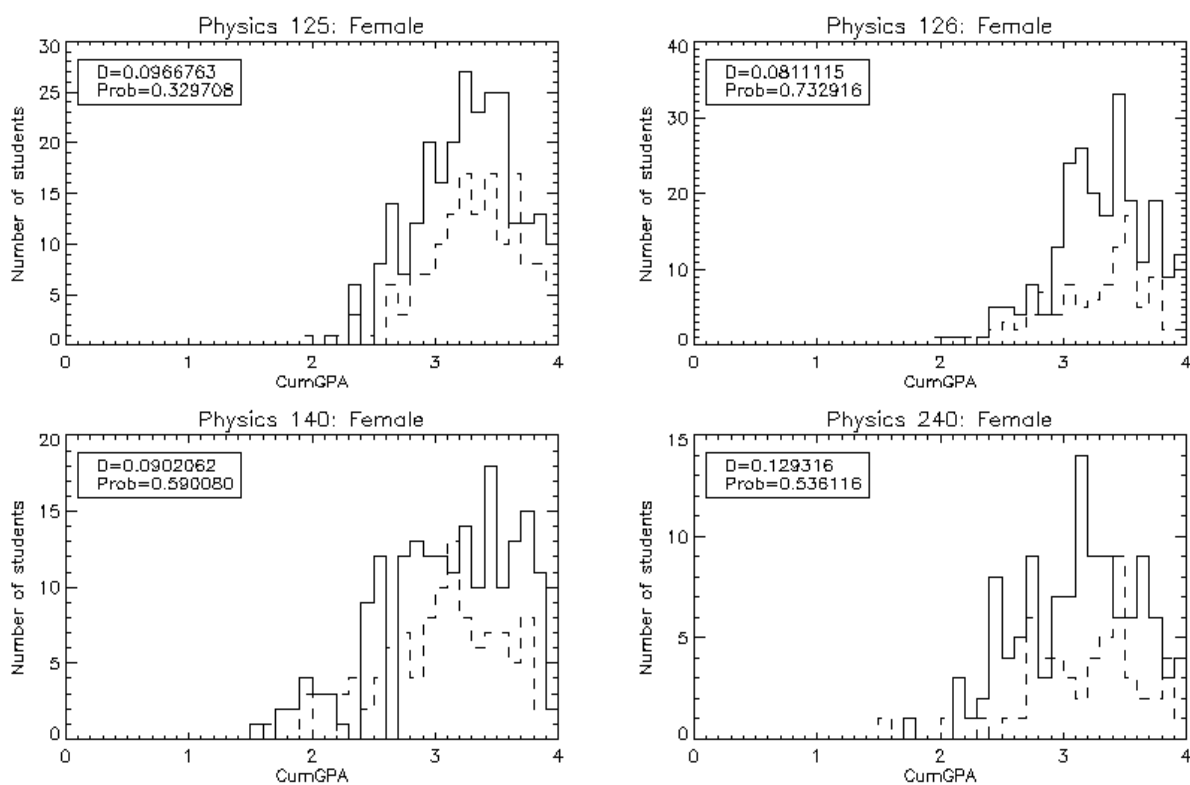 Physics 125: Female
D=0.0966763
Prob=0.329708
Number of students
30
25
20
15
10
5
0
0 1 2 3 4
CumGPA
Physics 126: Female
D=0.0811115
Prob=0.732916
Number of students
40
30
20
10
0
0 1 2 3 4
CumGPA
Physics 140: Female
D=0.0902062
Prob=0.590080
Number of students
20
15
10
5
0
0 1 2 3 4
CumGPA
Physics 240: Female
D=0.129316
Prob=0.536116
Number of students
15
10
5
0
0 1 2 3 4
CumGPA